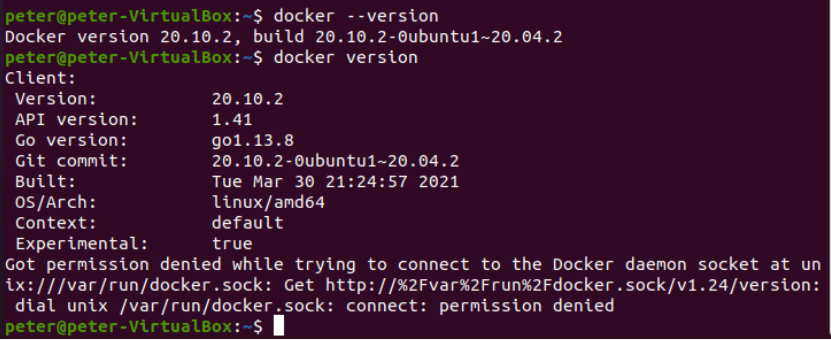 peter@peter-VirtualBox:~$ docker --version
Docker version 20.10.2, build 20.10.2-0ubuntu1~20.04.2
peter@peter-VirtualBox:~$ docker version
Client:
 Version:           20.10.2
 API version:       1.41
 Go version:        go1.13.8
 Git commit:        20.10.2-0ubuntu1~20.04.2
 Built:             Tue Mar 30 21:24:57 2021
 OS/Arch:           linux/amd64
 Context:           default
 Experimental:      true
Got permission denied while trying to connect to the Docker daemon socket at un
ix:///var/run/docker.sock: Get http://%2Fvar%2Frun%2Fdocker.sock/v1.24/version:
 dial unix /var/run/docker.sock: connect: permission denied
peter@peter-VirtualBox:~$